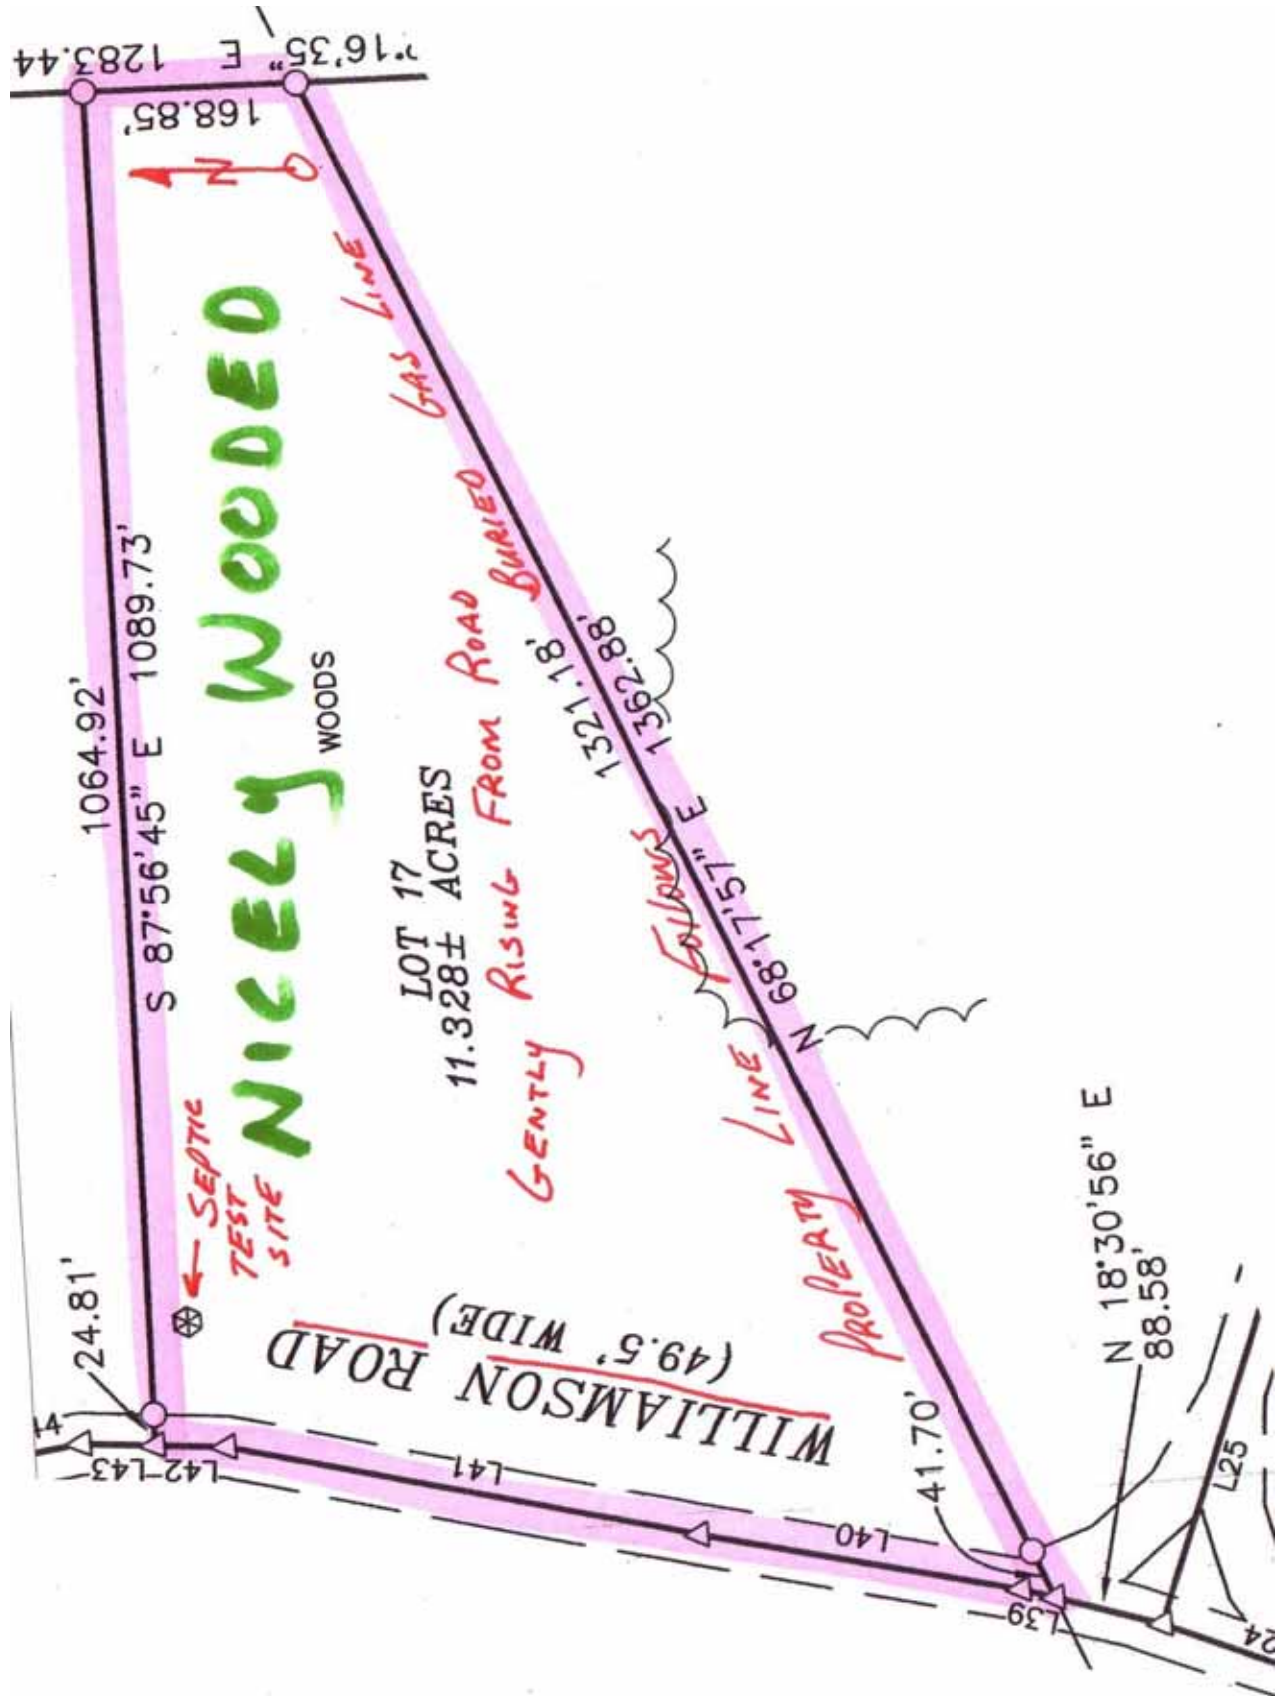 1283.44
E
7°16'35"
168.85'
N
1064.92'
S 87°56'45" E 1089.73'
NICELY WOODED
WOODS
LOT 17
11.328± ACRES
GENTLY RISING FROM ROAD
PROPERTY LINE FOLLOWS BURIED GAS LINE
1321.18'
N 68°17'57" E 1362.88'
← SEPTIC
TEST
SITE
24.81'
WILLIAMSON ROAD
(49.5' WIDE)
41.70'
N 18°30'56" E
88.58'
L43
L42
L41
L40
L39
L25
24